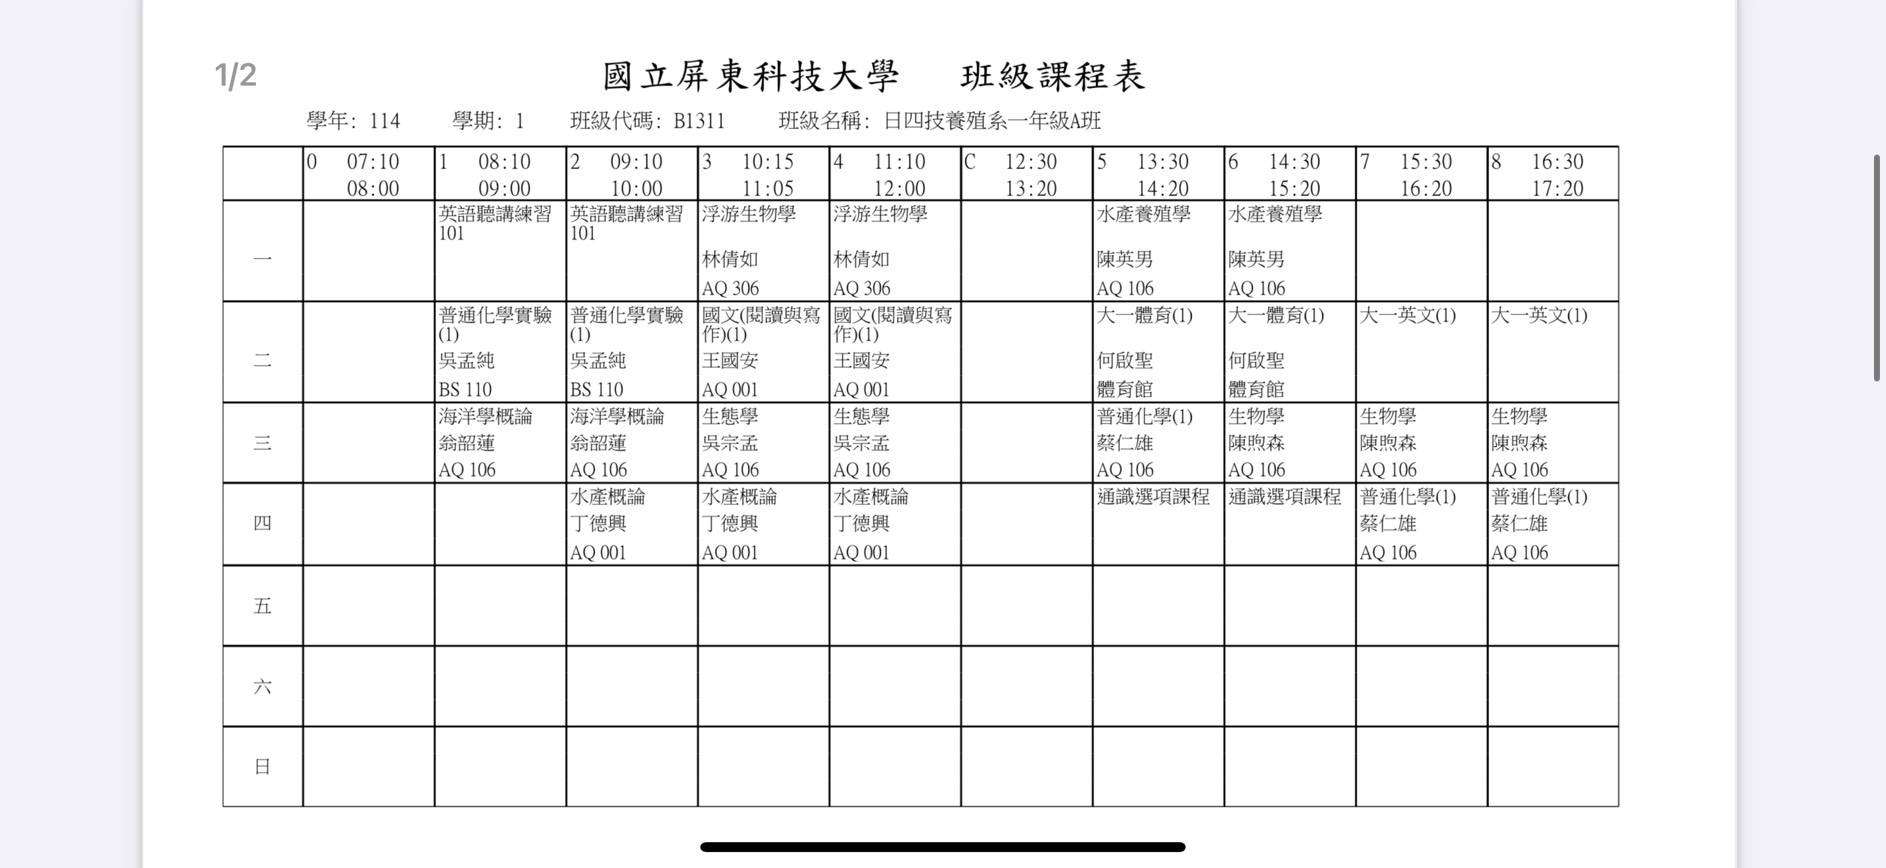 1/2
國立屏東科技大學 班級課程表
學年: 114 學期: 1 班級代碼: B1311 班級名稱: 日四技養殖系一年級A班
0 07:10 1 08:10 2 09:10 3 10:15 4 11:10 C 12:30 5 13:30 6 14:30 7 15:30 8 16:30
08:00 09:00 10:00 11:05 12:00 13:20 14:20 15:20 16:20 17:20
一
英語聽講練習
101
英語聽講練習
101
浮游生物學
林倩如
AQ 306
浮游生物學
林倩如
AQ 306
水產養殖學
陳英男
AQ 106
水產養殖學
陳英男
AQ 106
二
普通化學實驗
(1)
吳孟純
BS 110
普通化學實驗
(1)
吳孟純
BS 110
國文(閱讀與寫
作)(1)
王國安
AQ 001
國文(閱讀與寫
作)(1)
王國安
AQ 001
大一體育(1)
何啟聖
體育館
大一體育(1)
何啟聖
體育館
大一英文(1)
大一英文(1)
三
海洋學概論
翁韶蓮
AQ 106
海洋學概論
翁韶蓮
AQ 106
生態學
吳宗孟
AQ 106
生態學
吳宗孟
AQ 106
普通化學(1)
蔡仁雄
AQ 106
生物學
陳煦森
AQ 106
生物學
陳煦森
AQ 106
生物學
陳煦森
AQ 106
四
水產概論
丁德興
AQ 001
水產概論
丁德興
AQ 001
水產概論
丁德興
AQ 001
通識選項課程
通識選項課程
普通化學(1)
蔡仁雄
AQ 106
普通化學(1)
蔡仁雄
AQ 106
五
六
日